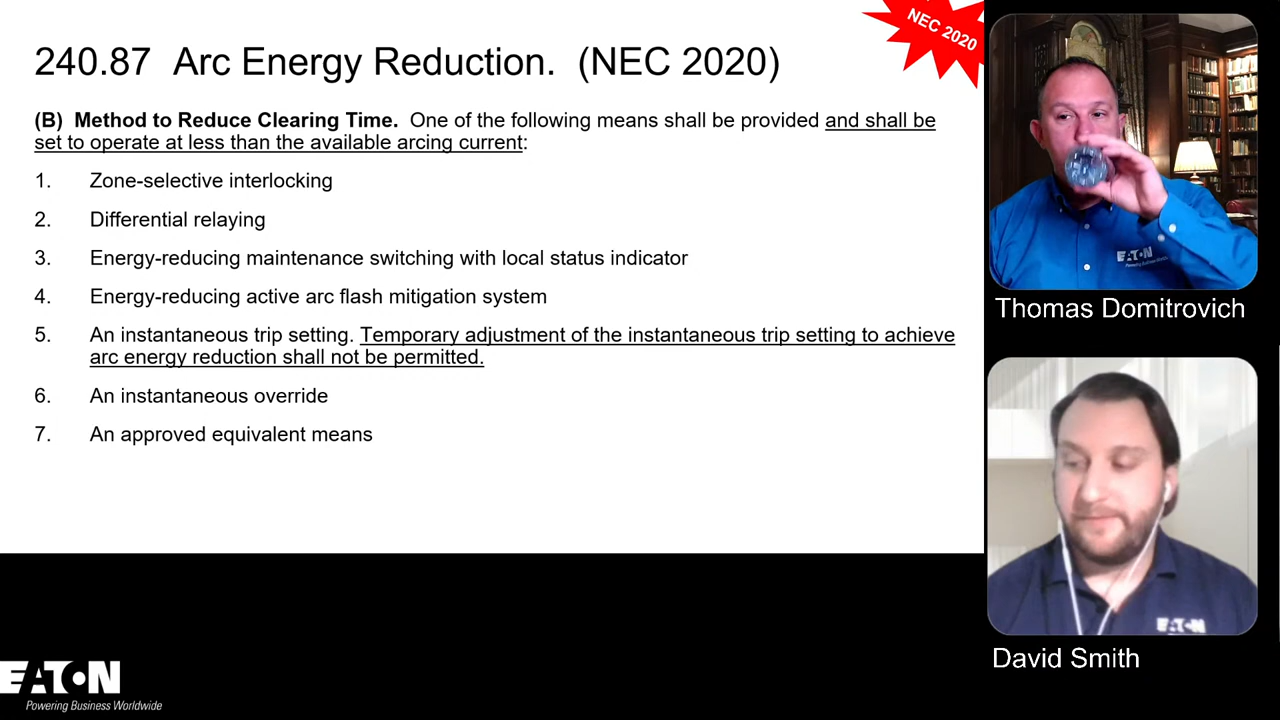 240.87 Arc Energy Reduction. (NEC 2020)
NEC 2020
(B) Method to Reduce Clearing Time. One of the following means shall be provided and shall be
set to operate at less than the available arcing current:
1. Zone-selective interlocking
2. Differential relaying
3. Energy-reducing maintenance switching with local status indicator
4. Energy-reducing active arc flash mitigation system
5. An instantaneous trip setting. Temporary adjustment of the instantaneous trip setting to achieve
arc energy reduction shall not be permitted.
6. An instantaneous override
7. An approved equivalent means
EATON
Powering Business Worldwide
EATON
Thomas Domitrovich
EATON
David Smith